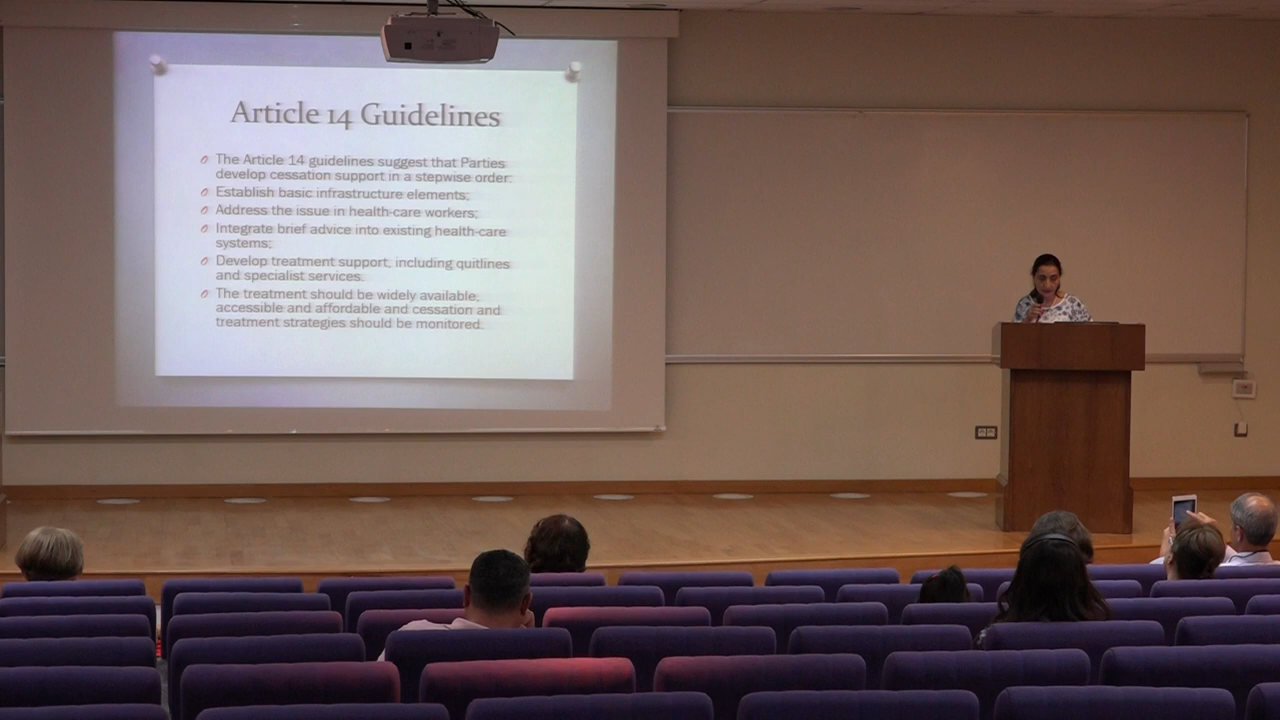 Article 14 Guidelines
The Article 14 guidelines suggest that Parties
develop cessation support in a stepwise order:
Establish basic infrastructure elements;
Address the issue in health-care workers;
Integrate brief advice into existing health-care
systems;
Develop treatment support, including quitlines
and specialist services.
The treatment should be widely available,
accessible and affordable and cessation and
treatment strategies should be monitored.